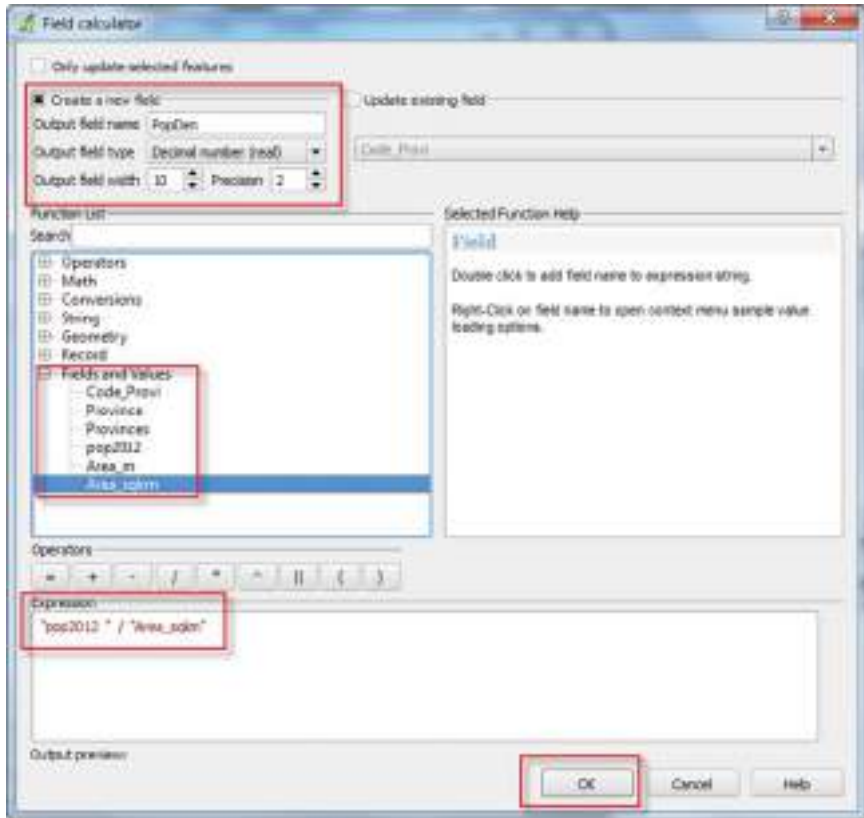 Field calculator
Only update selected features
Create a new field
Update existing field
Output field name PopDen
Output field type Decimal number (real)
Code_Provi
Output field width 10 Precision 2
Function List
Selected Function Help
Search
Field
Operators
Math
Conversions
String
Geometry
Record
Fields and Values
Code_Provi
Province
Provinces
pop2012
Area_m
Area_sqkm
Double click to add field name to expression string.
Right-Click on field name to open context menu sample value
loading options.
Operators
= + - / * ^ || ( )
Expression
"pop2012 " / "Area_sqkm"
Output preview:
OK Cancel Help